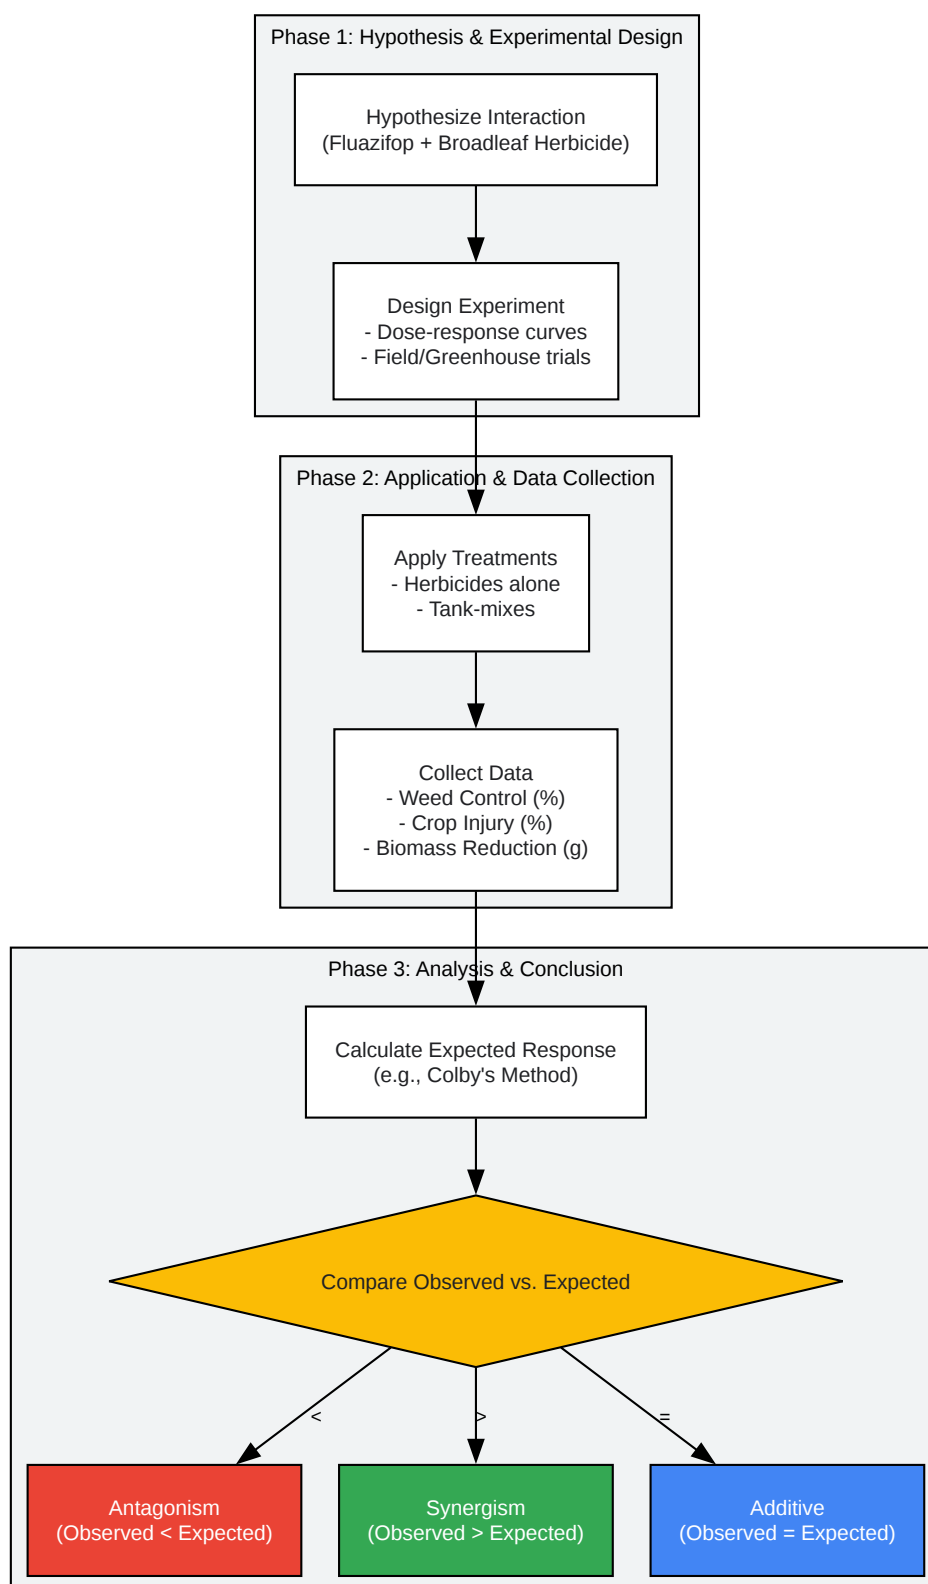 Phase 1: Hypothesis & Experimental Design
Hypothesize Interaction
(Fluazifop + Broadleaf Herbicide)
Design Experiment
- Dose-response curves
- Field/Greenhouse trials
Phase 2: Application & Data Collection
Apply Treatments
- Herbicides alone
- Tank-mixes
Collect Data
- Weed Control (%)
- Crop Injury (%)
- Biomass Reduction (g)
Phase 3: Analysis & Conclusion
Calculate Expected Response
(e.g., Colby's Method)
Compare Observed vs. Expected
<
>
=
Antagonism
(Observed < Expected)
Synergism
(Observed > Expected)
Additive
(Observed = Expected)